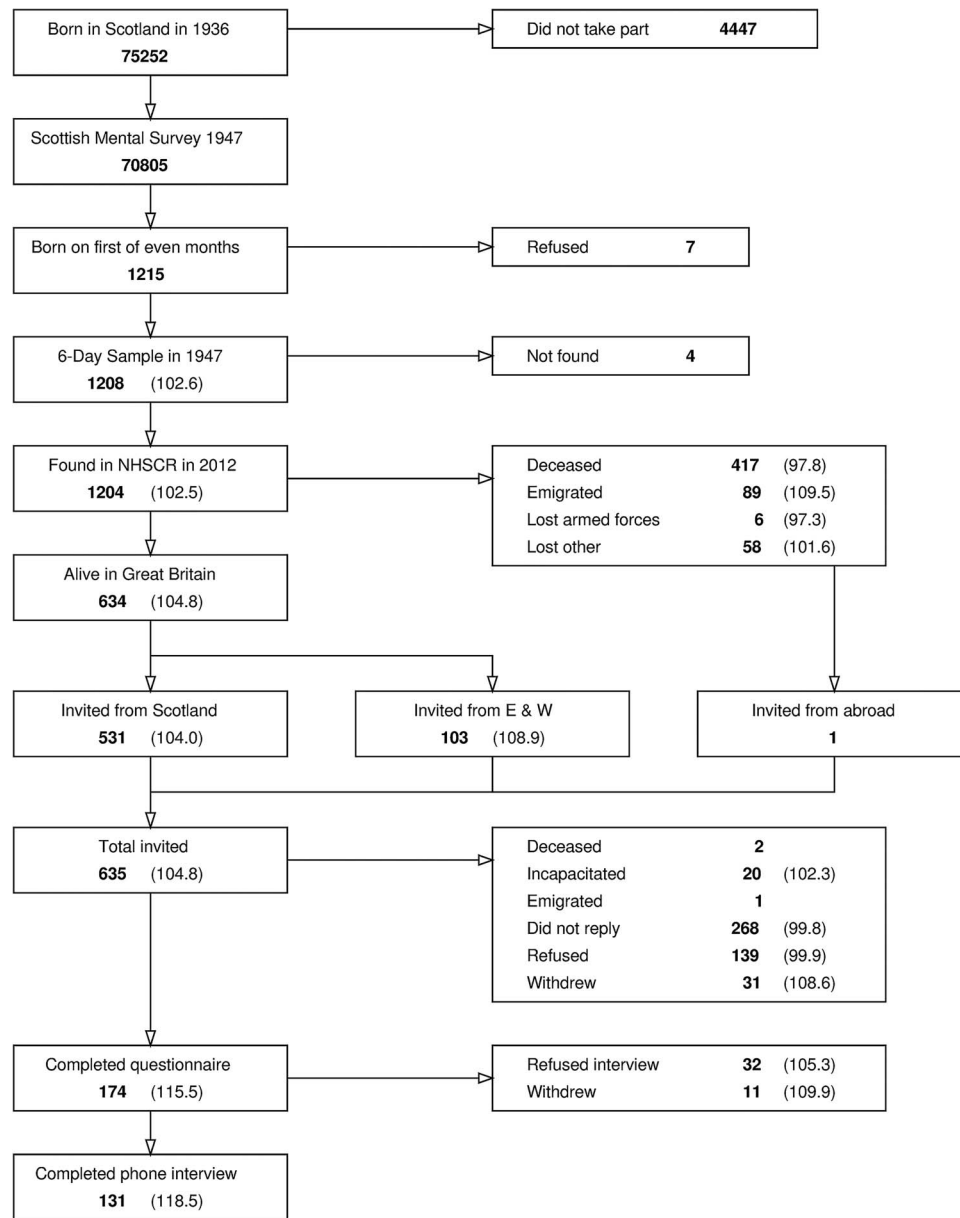 Born in Scotland in 1936
75252
Did not take part 4447
Scottish Mental Survey 1947
70805
Born on first of even months
1215
Refused 7
6-Day Sample in 1947
1208 (102.6)
Not found 4
Found in NHSCR in 2012
1204 (102.5)
Deceased 417 (97.8)
Emigrated 89 (109.5)
Lost armed forces 6 (97.3)
Lost other 58 (101.6)
Alive in Great Britain
634 (104.8)
Invited from Scotland
531 (104.0)
Invited from E & W
103 (108.9)
Invited from abroad
1
Total invited
635 (104.8)
Deceased 2
Incapacitated 20 (102.3)
Emigrated 1
Did not reply 268 (99.8)
Refused 139 (99.9)
Withdrew 31 (108.6)
Completed questionnaire
174 (115.5)
Refused interview 32 (105.3)
Withdrew 11 (109.9)
Completed phone interview
131 (118.5)